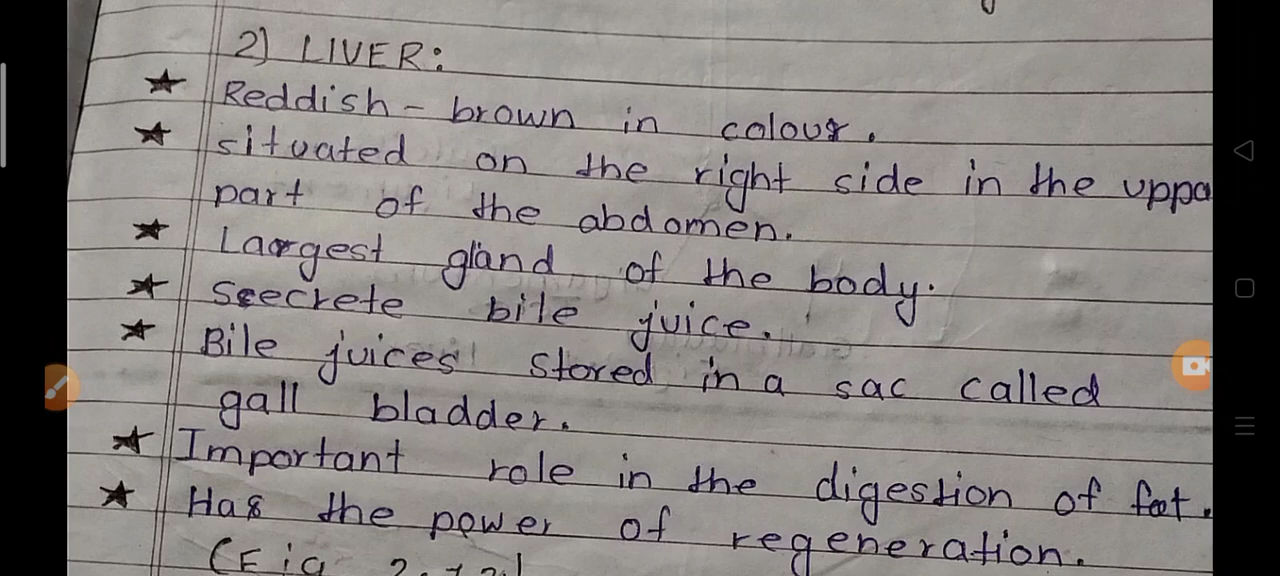 2) LIVER:
Reddish - brown in colour.
situated on the right side in the uppa
part of the abdomen.
Largest gland of the body.
Seecrete bile juice.
Bile juices stored in a sac called
gall bladder.
Important role in the digestion of fat.
Has the power of regeneration.
(Fig